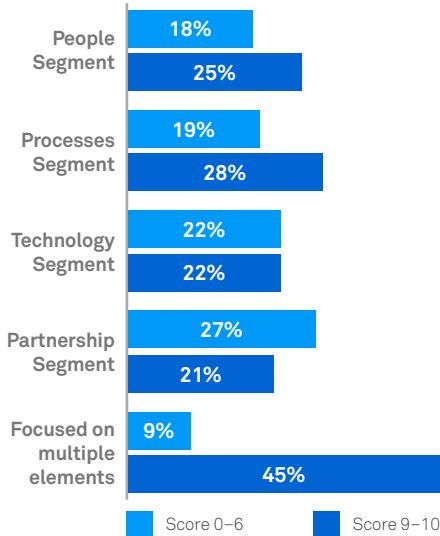 People
Segment
18%
25%
Processes
Segment
19%
28%
Technology
Segment
22%
22%
Partnership
Segment
27%
21%
Focused on
multiple
elements
9%
45%
Score 0–6
Score 9–10